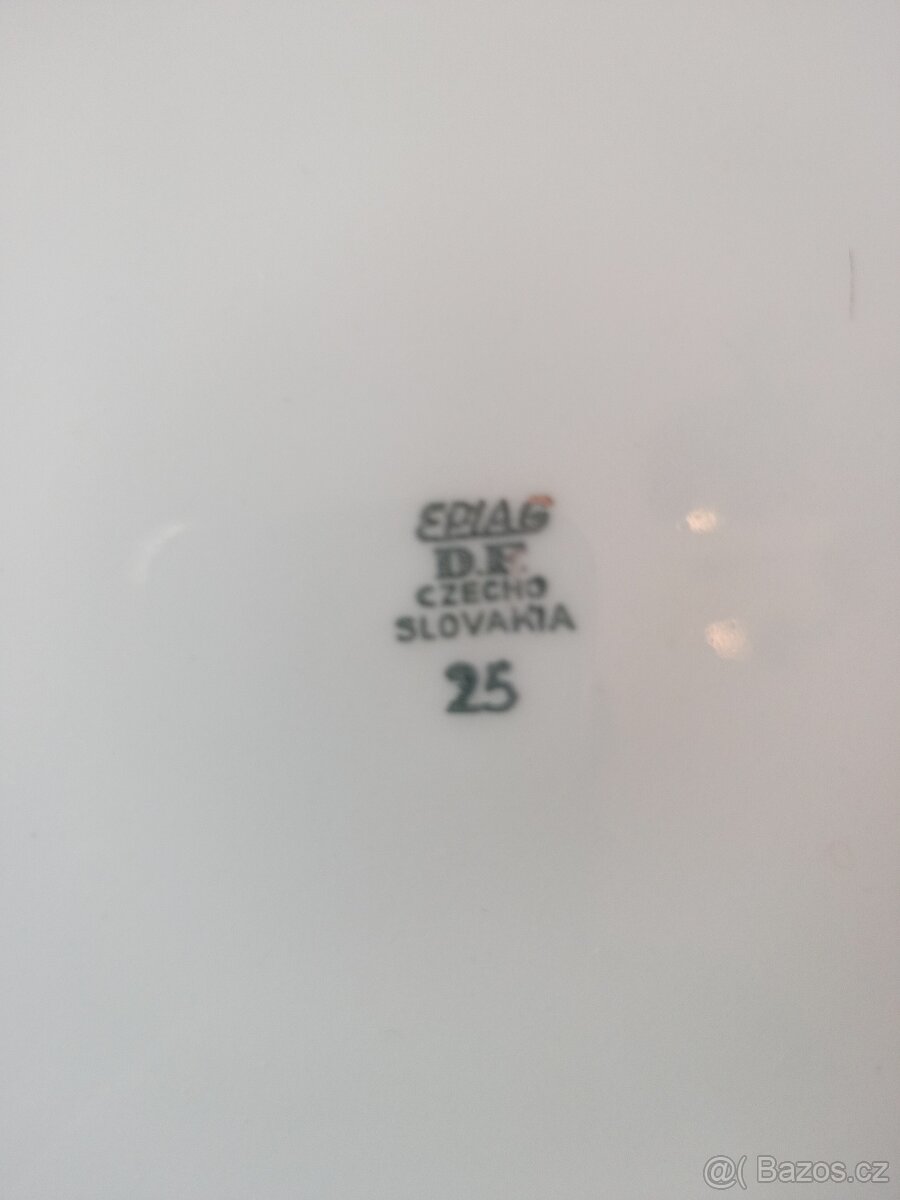 EPIAG
D.F.
CZECHO
SLOVAKIA
25
@( Bazos.cz